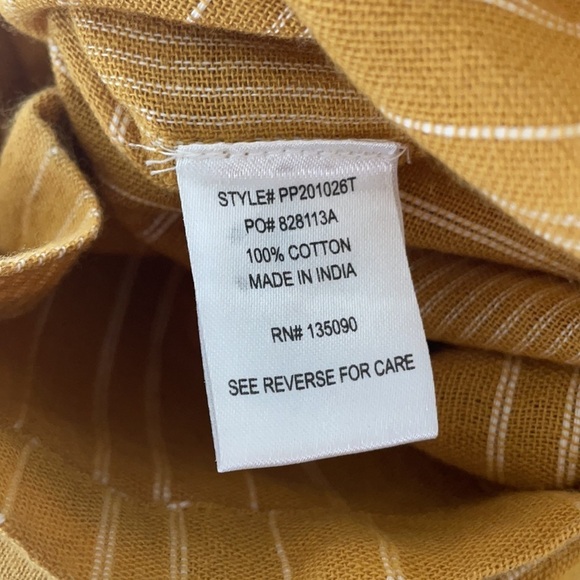 STYLE# PP201026T
PO# 828113A
100% COTTON
MADE IN INDIA
RN# 135090
SEE REVERSE FOR CARE